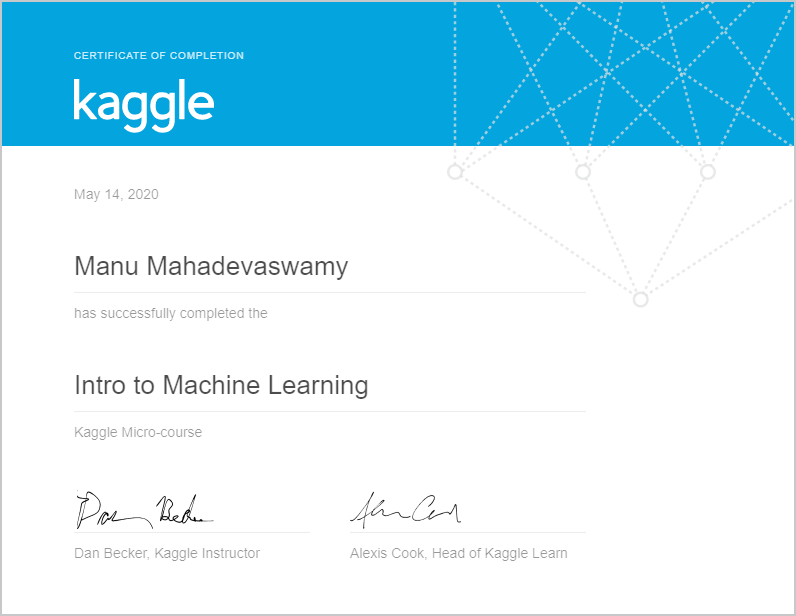 CERTIFICATE OF COMPLETION
kaggle
May 14, 2020
Manu Mahadevaswamy
has successfully completed the
Intro to Machine Learning
Kaggle Micro-course
Dan Becker
Alexis Cook
Dan Becker, Kaggle Instructor
Alexis Cook, Head of Kaggle Learn